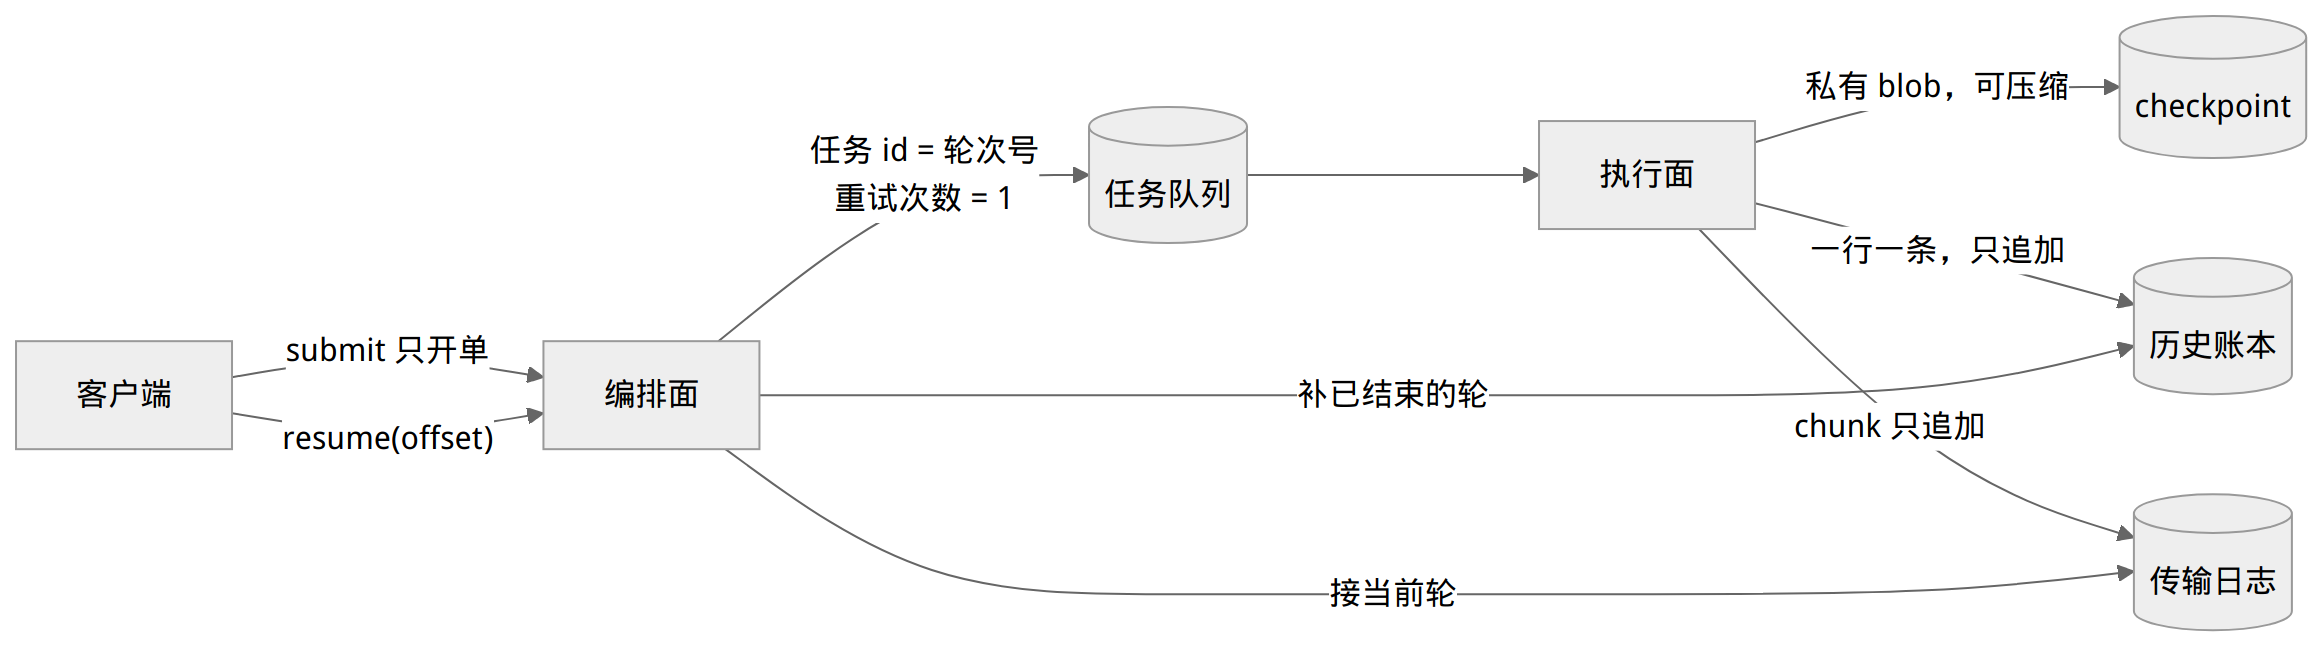 客户端
submit 只开单
resume(offset)
编排面
任务 id = 轮次号
重试次数 = 1
任务队列
执行面
私有 blob，可压缩
checkpoint
一行一条，只追加
历史账本
补已结束的轮
chunk 只追加
接当前轮
传输日志